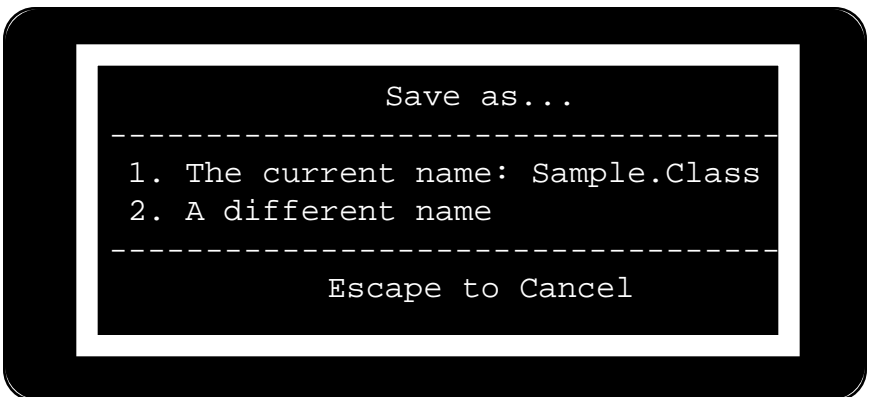 Save as...
-----------------------------------
1. The current name: Sample.Class
2. A different name
-----------------------------------
Escape to Cancel